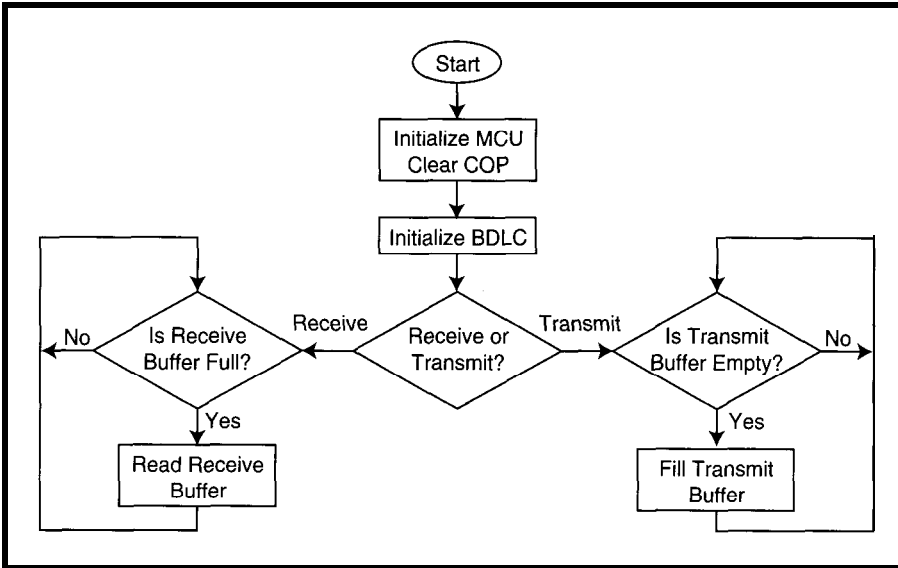 Start
Initialize MCU
Clear COP
Initialize BDLC
Receive or
Transmit?
Receive
Transmit
Is Receive
Buffer Full?
No
Yes
Read Receive
Buffer
Is Transmit
Buffer Empty?
No
Yes
Fill Transmit
Buffer